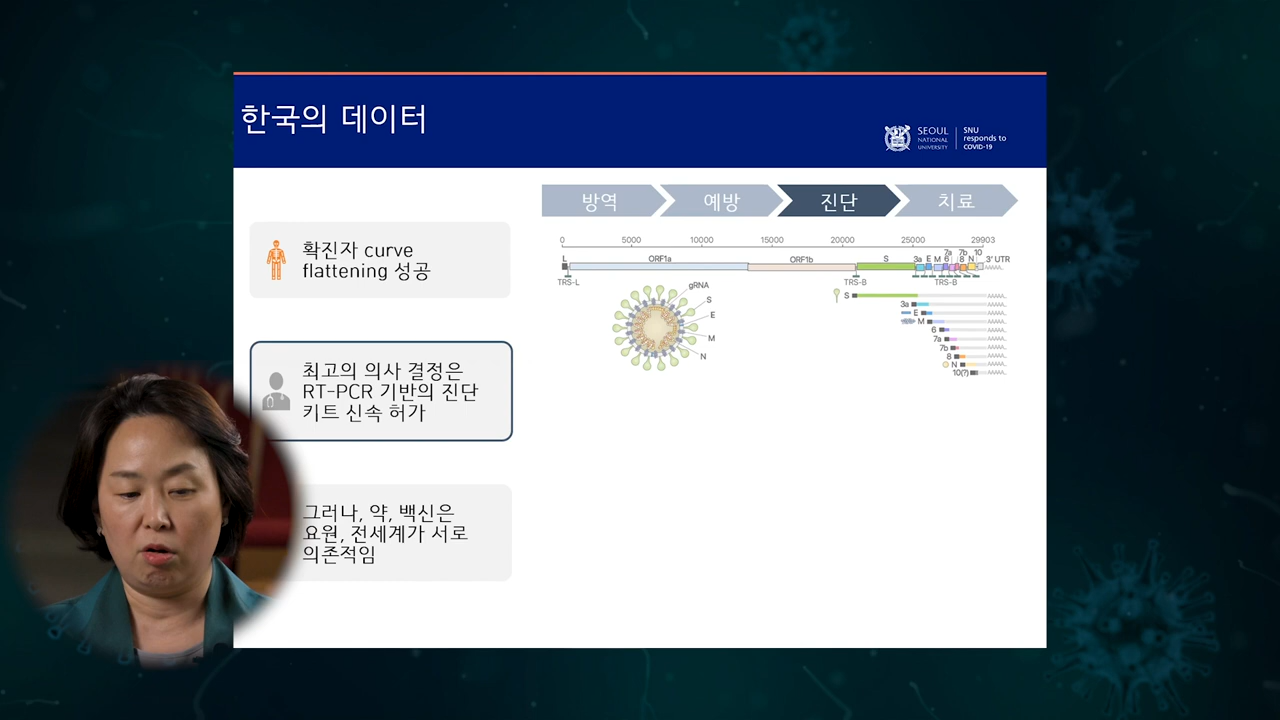 한국의 데이터
SEOUL
NATIONAL
UNIVERSITY
SNU
responds to
COVID-19
방역
예방
진단
치료
확진자 curve
flattening 성공
최고의 의사 결정은
RT-PCR 기반의 진단
키트 신속 허가
그러나, 약, 백신은
요원, 전세계가 서로
의존적임
0 5000 10000 15000 20000 25000 29903
L ORF1a ORF1b S 3a E M 6 7a 7b 8 N 10 3' UTR
TRS-L TRS-B TRS-B
gRNA
S
E
M
N
S
3a
E
M
6
7a
7b
8
N
10(?)